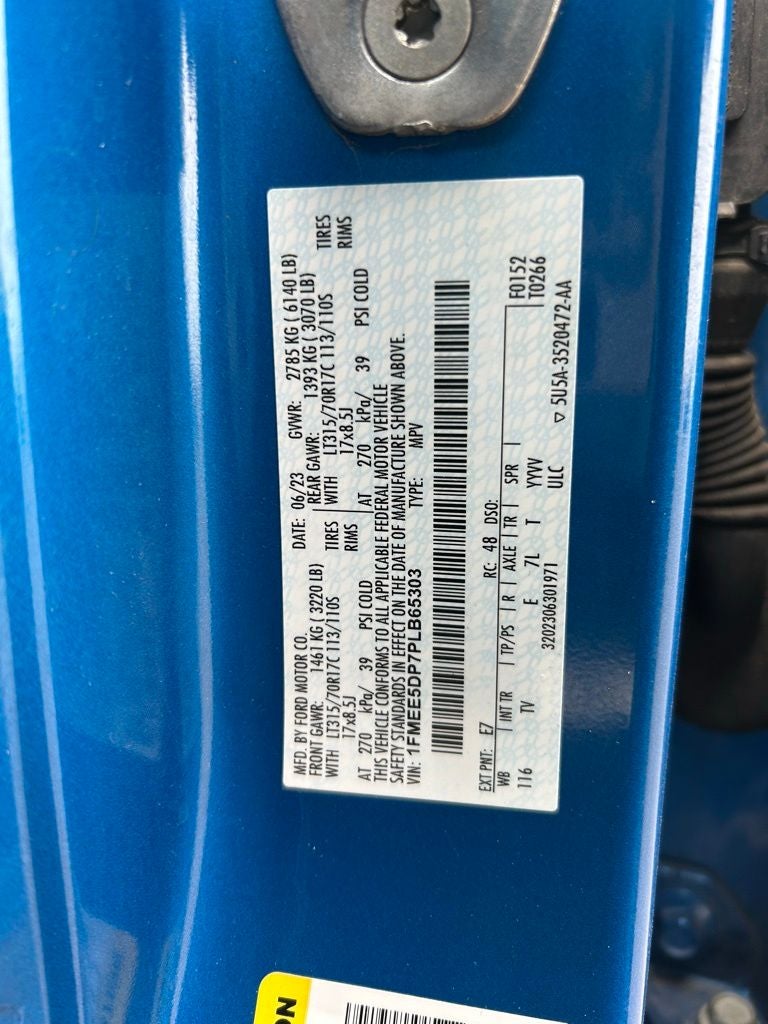 MFD. BY FORD MOTOR CO.
DATE: 06/23 GVWR: 2785 KG ( 6140 LB)
FRONT GAWR: 1461 KG ( 3220 LB)
REAR GAWR: 1393 KG ( 3070 LB)
WITH LT315/70R17C 113/110S TIRES
WITH LT315/70R17C 113/110S TIRES
17x8.5J RIMS
17x8.5J RIMS
AT 270 kPa/ 39 PSI COLD
AT 270 kPa/ 39 PSI COLD
THIS VEHICLE CONFORMS TO ALL APPLICABLE FEDERAL MOTOR VEHICLE
SAFETY STANDARDS IN EFFECT ON THE DATE OF MANUFACTURE SHOWN ABOVE.
VIN: 1FMEE5DP7PLB65303 TYPE: MPV
F0152
T0266
EXT PNT: E7 RC: 48 DSO:
WB INT TR TP/PS R AXLE TR SPR
116 TV E 7L T YYVV
3202306301971 ULC
▽ 5U5A-3520472-AA